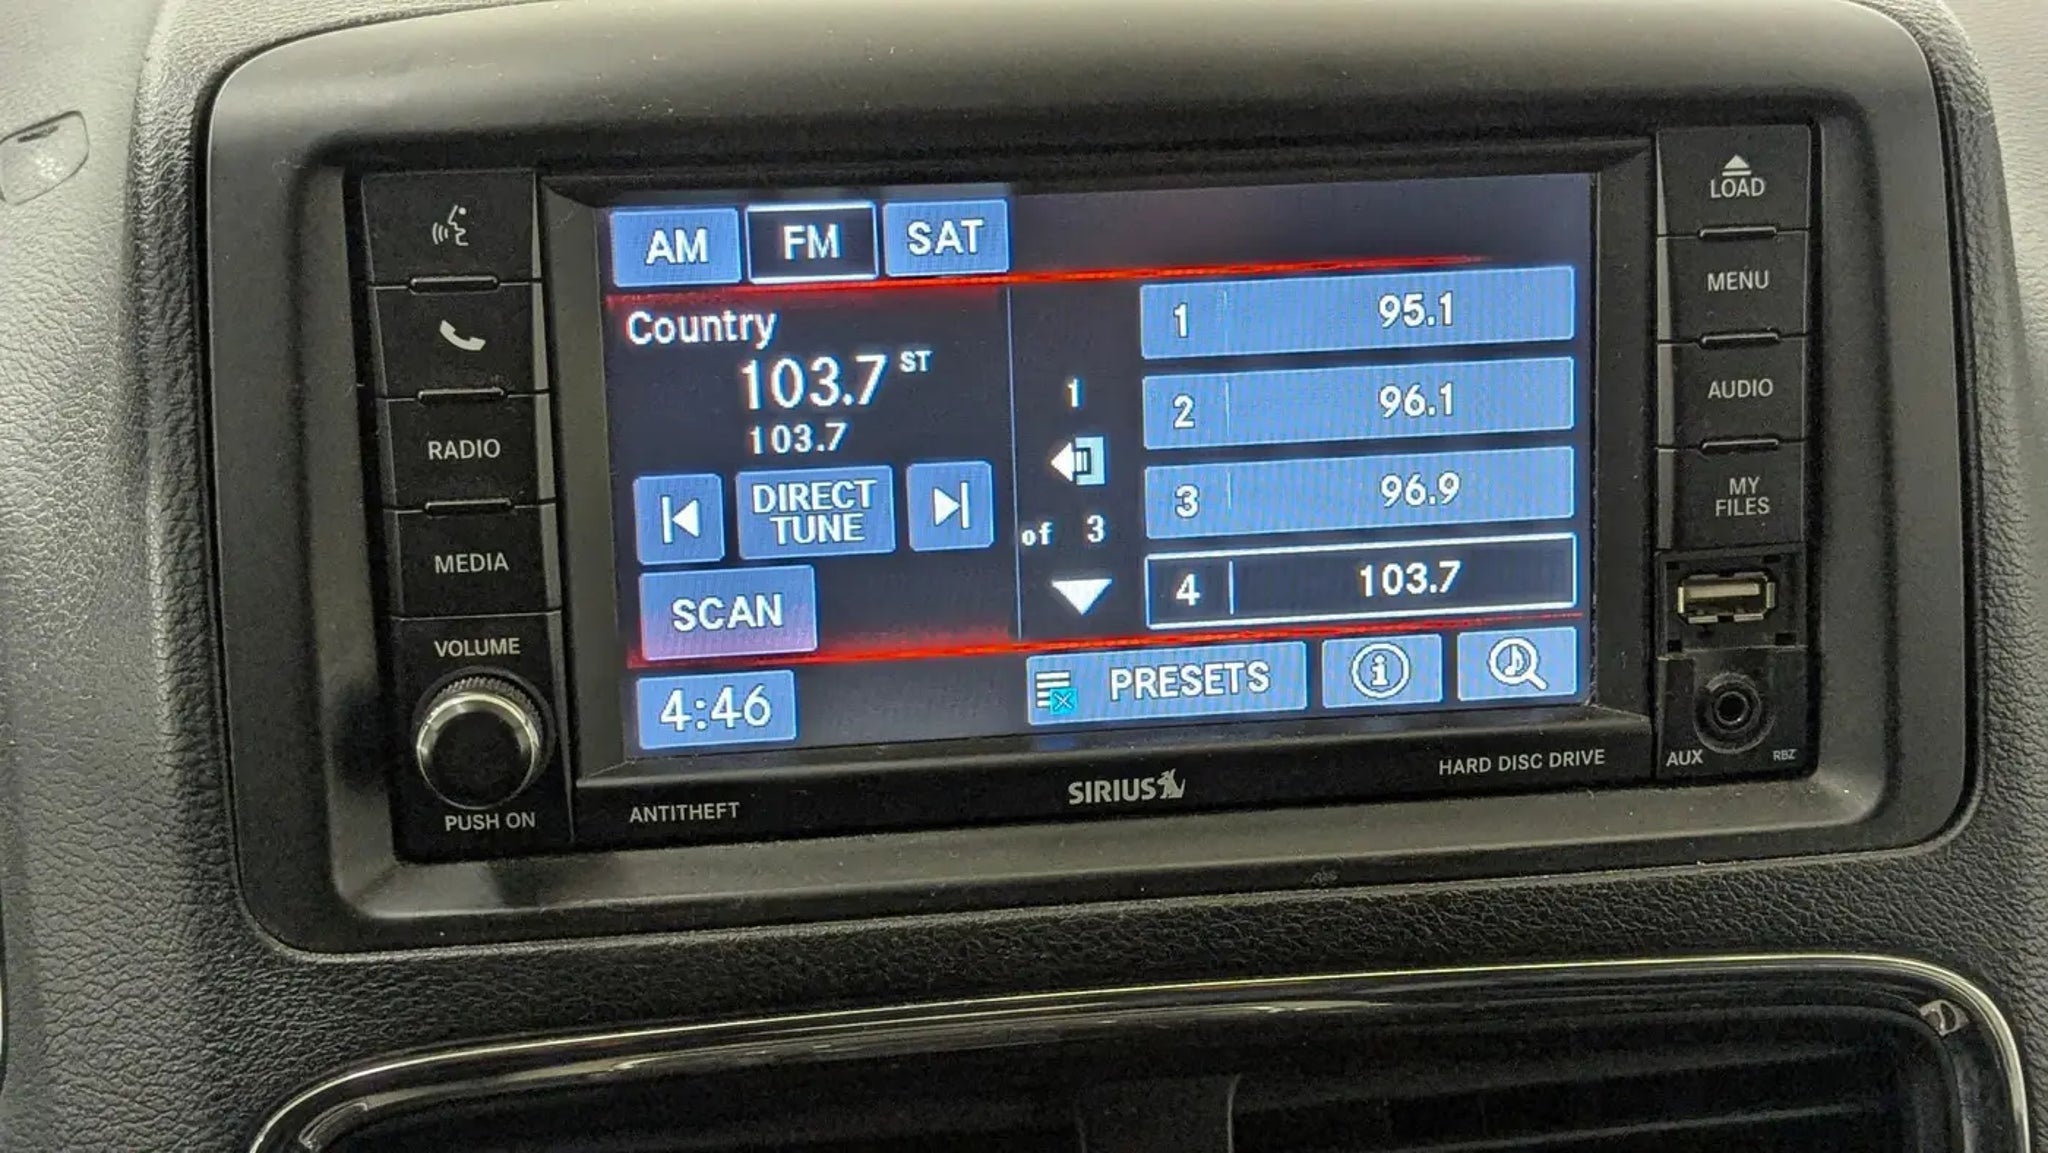 LOAD
AM FM SAT
MENU
Country
103.7 ST
103.7
1
of 3
1 95.1
2 96.1
3 96.9
4 103.7
AUDIO
RADIO
DIRECT
TUNE
MY
FILES
MEDIA
SCAN
VOLUME
4:46
PRESETS
i
PUSH ON
ANTITHEFT
SIRIUS
HARD DISC DRIVE
AUX
RBZ